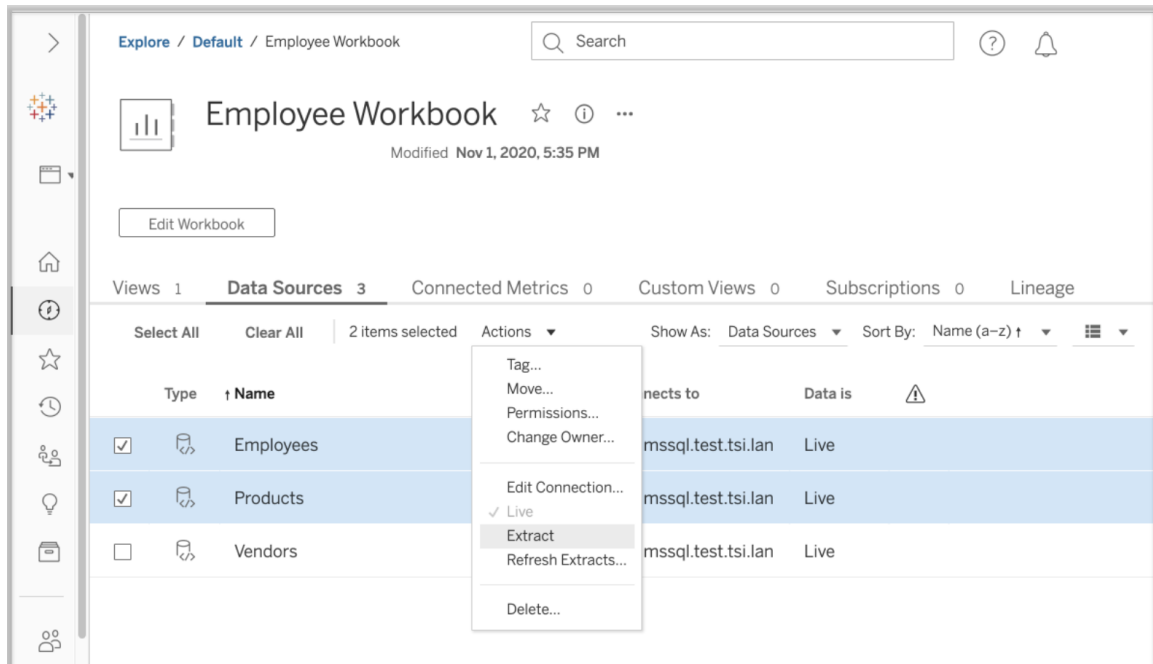 Explore / Default / Employee Workbook
Search
Employee Workbook
Modified Nov 1, 2020, 5:35 PM
Edit Workbook
Views 1 Data Sources 3 Connected Metrics 0 Custom Views 0 Subscriptions 0 Lineage
Select All Clear All 2 items selected Actions Show As: Data Sources Sort By: Name (a–z) ↑
Type ↑ Name nects to Data is
Employees mssql.test.tsi.lan Live
Products mssql.test.tsi.lan Live
Vendors mssql.test.tsi.lan Live
Tag...
Move...
Permissions...
Change Owner...
Edit Connection...
✓ Live
Extract
Refresh Extracts...
Delete...